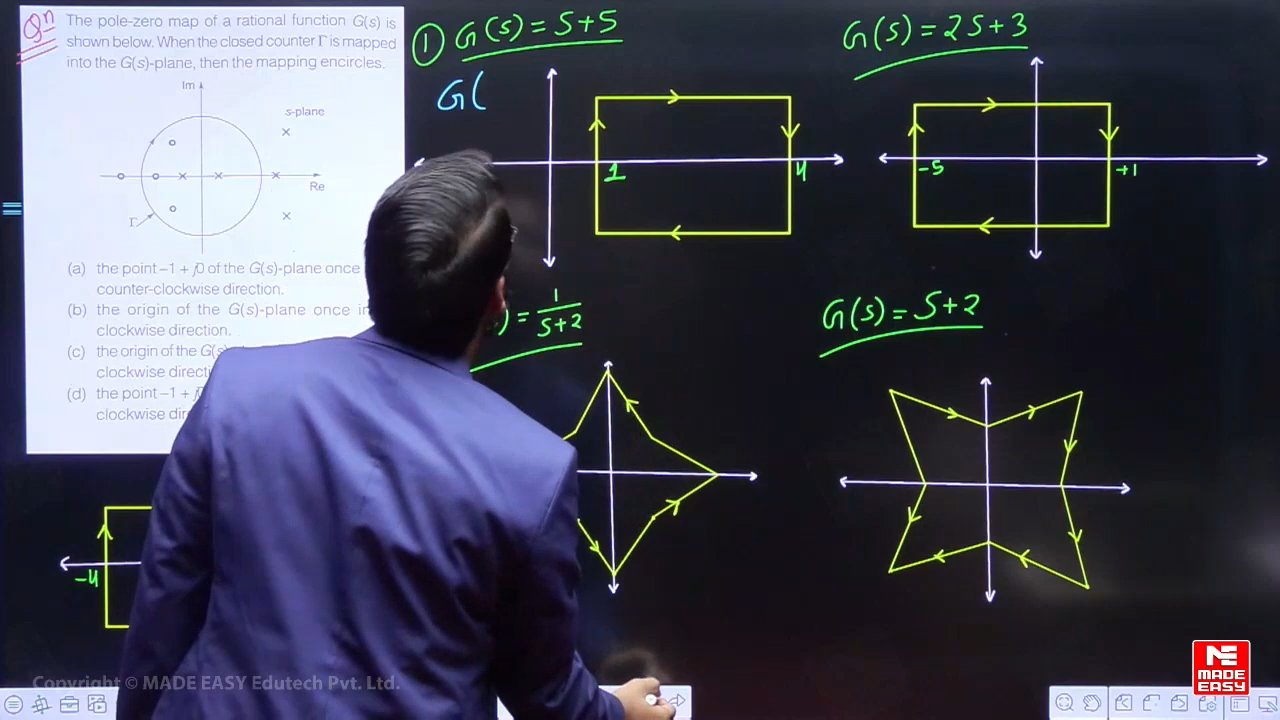 Qn
The pole-zero map of a rational function G(s) is
shown below. When the closed counter Γ is mapped
into the G(s)-plane, then the mapping encircles.
Im
s-plane
Re
Γ
(a) the point −1 + j0 of the G(s)-plane once
counter-clockwise direction.
(b) the origin of the G(s)-plane once in
clockwise direction.
(c) the origin of the G(s)
clockwise
(d) the point −1 + j0
clockwise
① G(s) = S+5
G(
1
4
G(s) = 2S+3
-5
+1
) = 1/(S+2)
G(s) = S+2
-4
Copyright © MADE EASY Edutech Pvt. Ltd.
ME
MADE
EASY